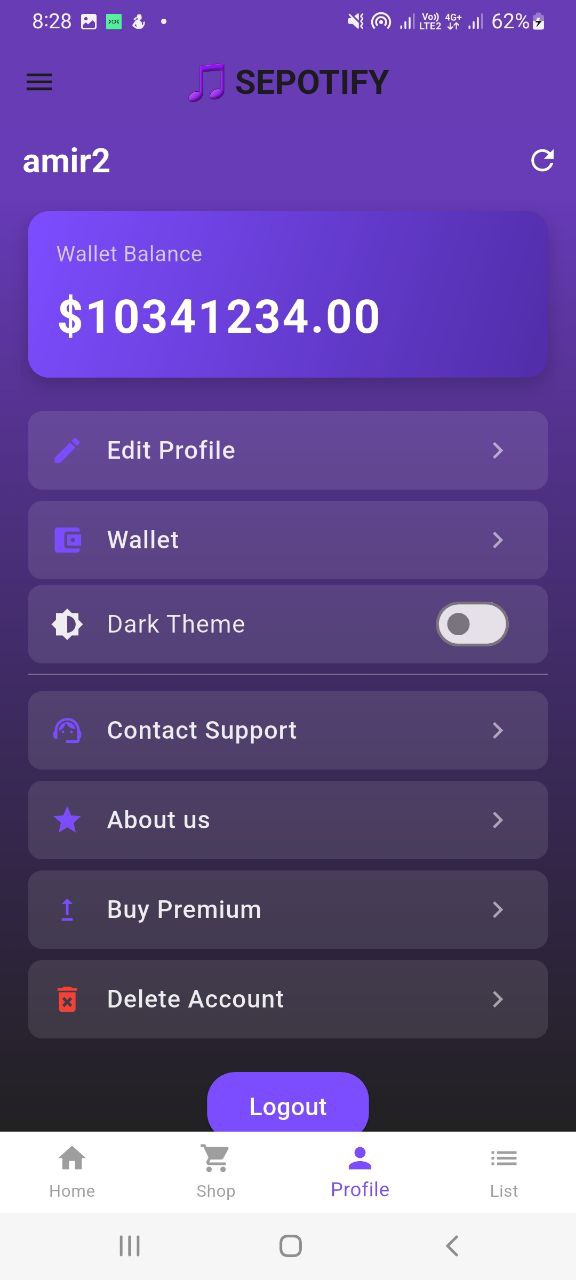 8:28
Vo)) 4G+
LTE2
62%
SEPOTIFY
amir2
Wallet Balance
$10341234.00
Edit Profile
Wallet
Dark Theme
Contact Support
About us
Buy Premium
Delete Account
Logout
Home
Shop
Profile
List